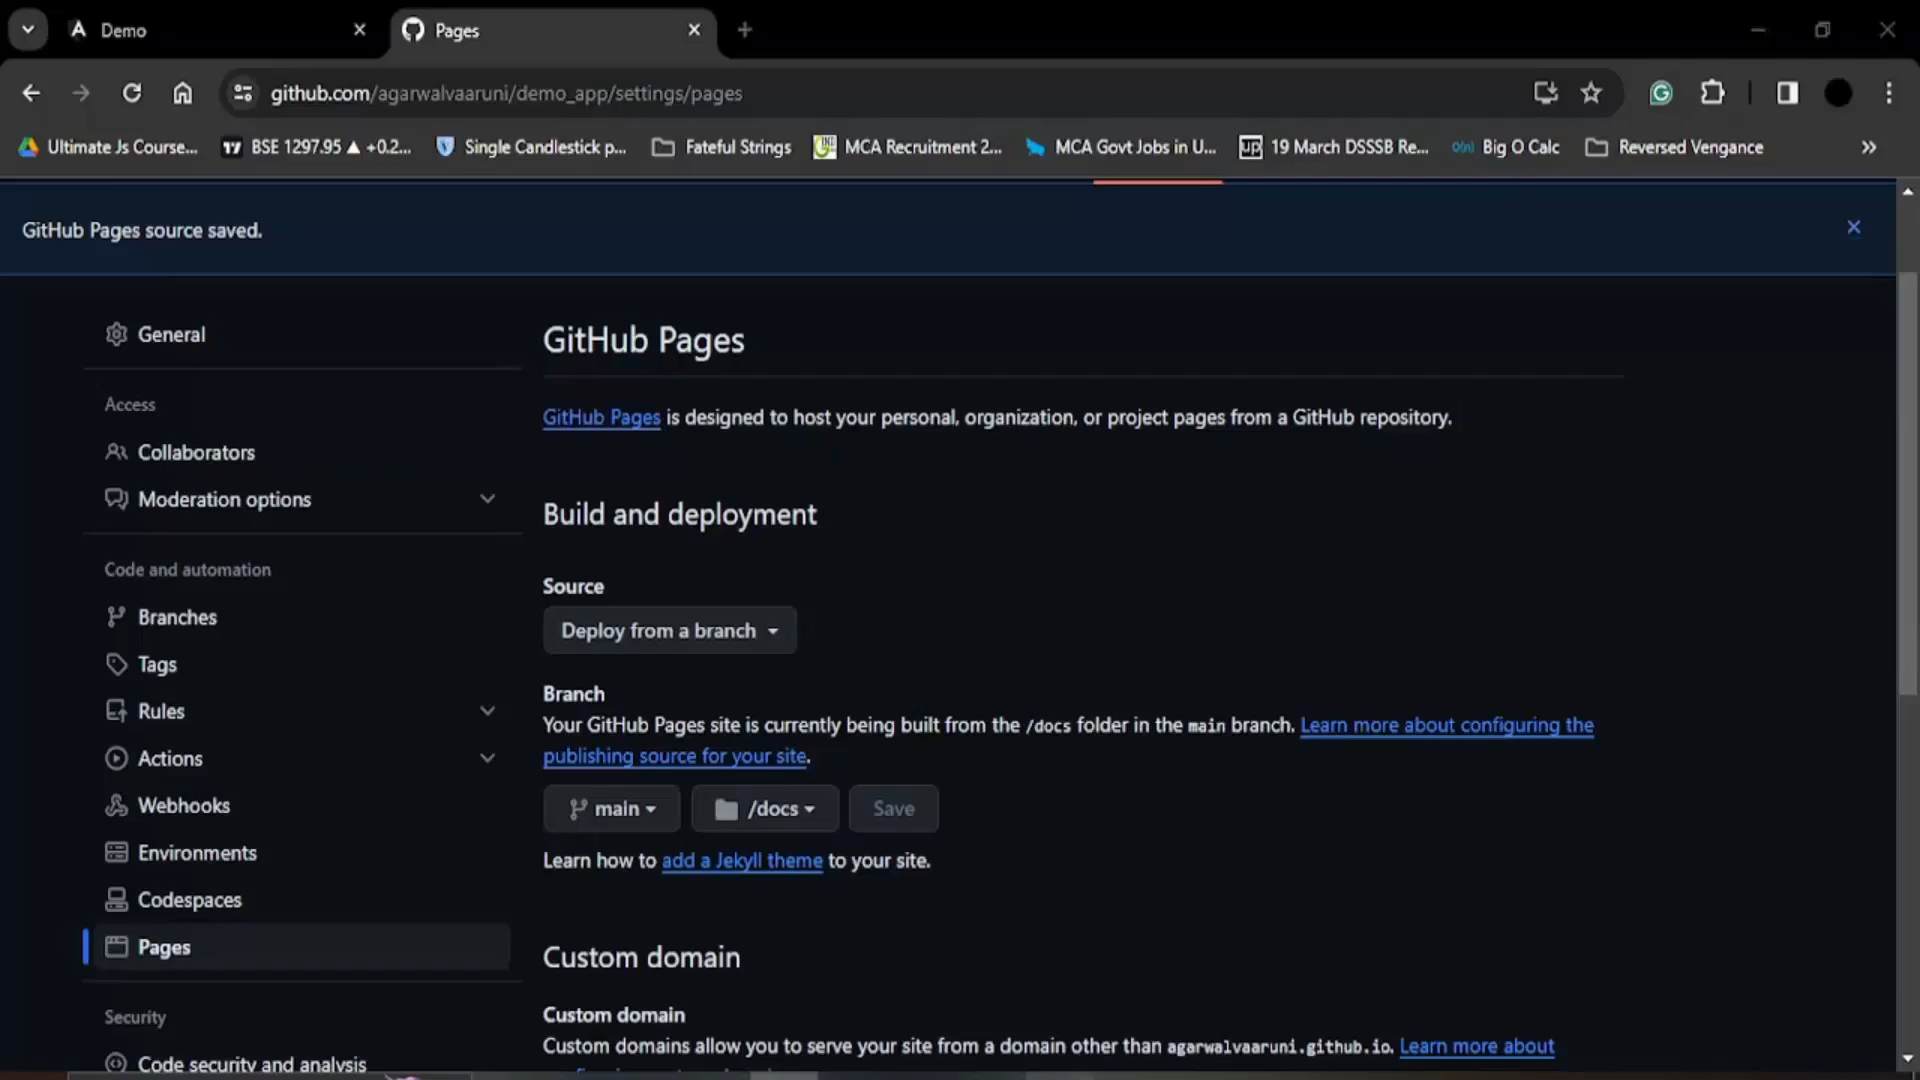 Demo
Pages
github.com/agarwalvaaruni/demo_app/settings/pages
Ultimate Js Course...
BSE 1297.95 ▲ +0.2...
Single Candlestick p...
Fateful Strings
MCA Recruitment 2...
MCA Govt Jobs in U...
19 March DSSSB Re...
Big O Calc
Reversed Vengance
GitHub Pages source saved.
General
Access
Collaborators
Moderation options
Code and automation
Branches
Tags
Rules
Actions
Webhooks
Environments
Codespaces
Pages
Security
Code security and analysis
GitHub Pages
GitHub Pages is designed to host your personal, organization, or project pages from a GitHub repository.
Build and deployment
Source
Deploy from a branch
Branch
Your GitHub Pages site is currently being built from the /docs folder in the main branch. Learn more about configuring the
publishing source for your site.
main
/docs
Save
Learn how to add a Jekyll theme to your site.
Custom domain
Custom domain
Custom domains allow you to serve your site from a domain other than agarwalvaaruni.github.io. Learn more about